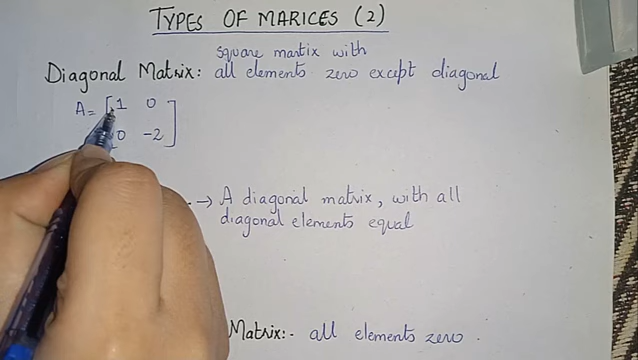 TYPES OF MARICES (2)
square martix with
Diagonal Matrix: all elements zero except diagonal
A = [1 0
0 -2]
→ A diagonal matrix, with all
diagonal elements equal
Matrix:- all elements zero.